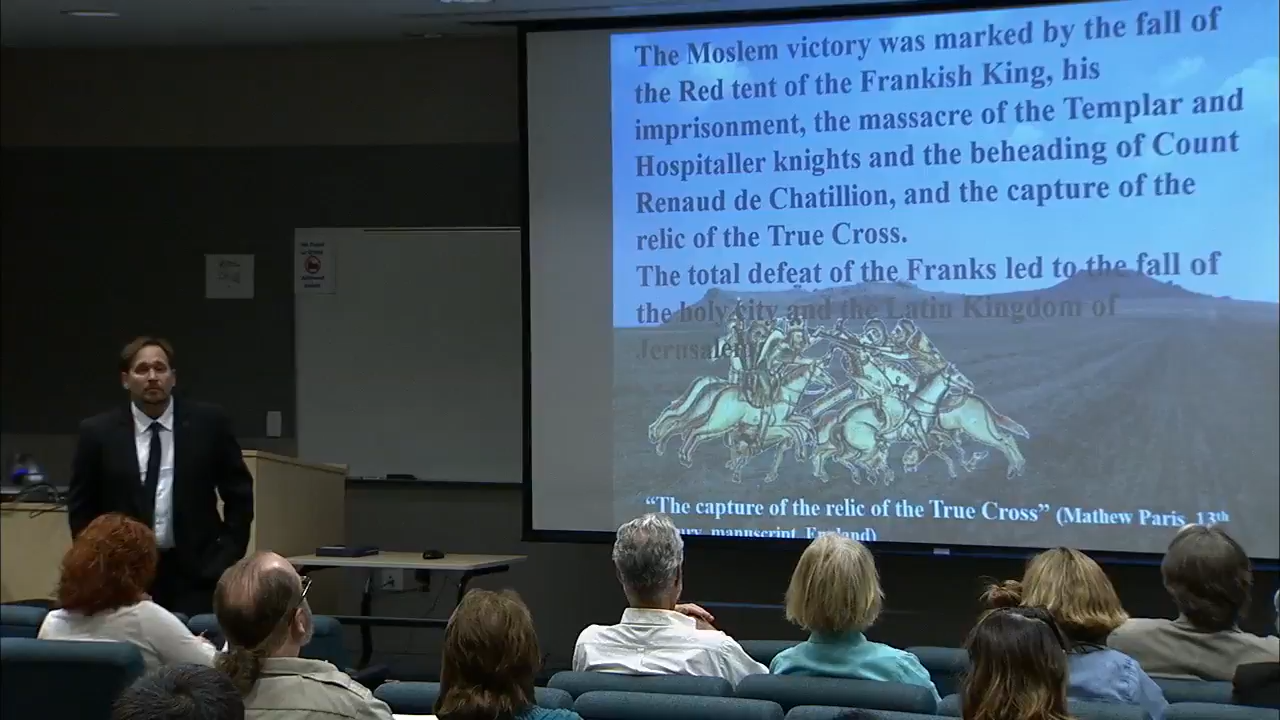 The Moslem victory was marked by the fall of
the Red tent of the Frankish King, his
imprisonment, the massacre of the Templar and
Hospitaller knights and the beheading of Count
Renaud de Chatillion, and the capture of the
relic of the True Cross.
The total defeat of the Franks led to the fall of
the holy city and the Latin Kingdom of
Jerusalem
“The capture of the relic of the True Cross” (Mathew Paris, 13th
manuscript, England)